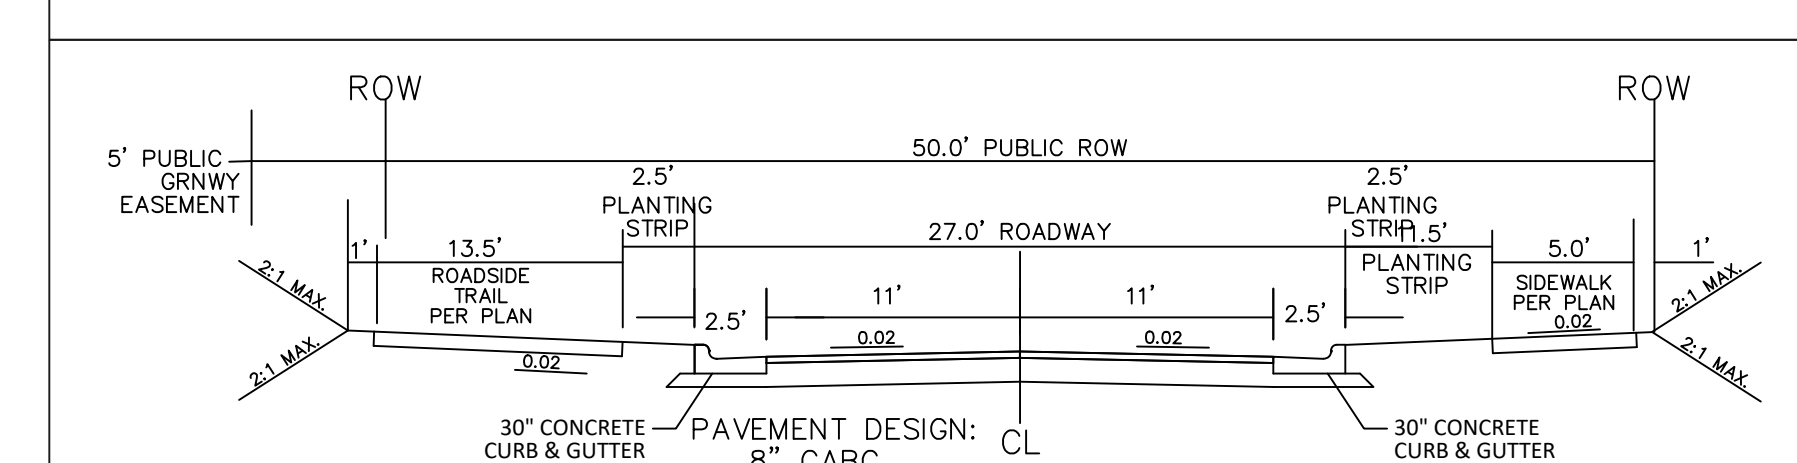 ROW
ROW
50.0' PUBLIC ROW
5' PUBLIC
GRNWY
EASEMENT
2.5'
PLANTING
STRIP
2.5'
PLANTING
STRIP
27.0' ROADWAY
11.5'
PLANTING
STRIP
1'
13.5'
ROADSIDE
TRAIL
PER PLAN
5.0'
SIDEWALK
PER PLAN
1'
2:1 MAX.
2:1 MAX.
2:1 MAX.
2:1 MAX.
2.5'
11'
11'
2.5'
0.02
0.02
0.02
0.02
30" CONCRETE
CURB & GUTTER
PAVEMENT DESIGN:
8" CABC
CL
30" CONCRETE
CURB & GUTTER